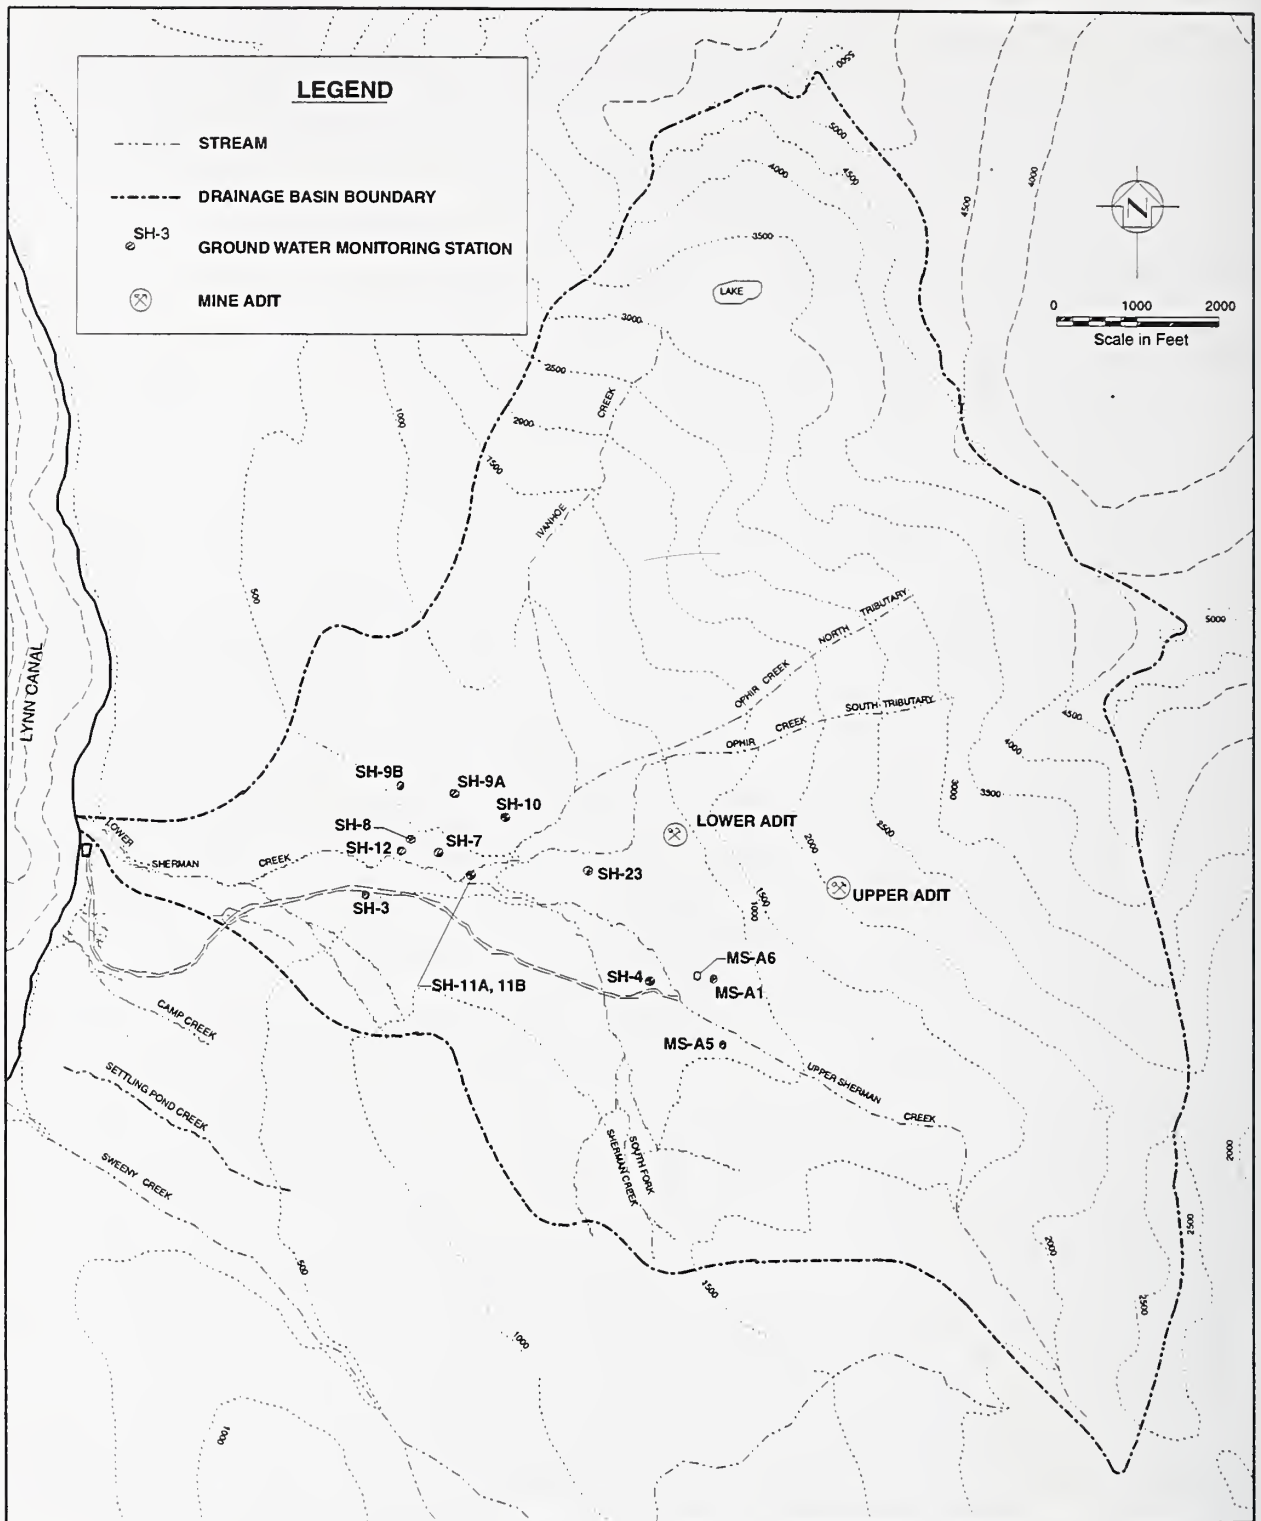 LEGEND
STREAM
DRAINAGE BASIN BOUNDARY
SH-3
GROUND WATER MONITORING STATION
MINE ADIT
5500
5000
4500
4000
3500
LAKE
3000
2500
2000
1500
1000
500
4500
4000
N
0 1000 2000
Scale in Feet
CREEK
IVANHOE
NORTH TRIBUTARY
OPHIR CREEK
SOUTH TRIBUTARY
OPHIR CREEK
5000
4500
4000
3500
3000
2500
2000
1500
1000
LYNN CANAL
SH-9B
SH-9A
SH-10
SH-8
SH-12
SH-7
SH-23
SH-3
LOWER ADIT
UPPER ADIT
LOWER
SHERMAN CREEK
SH-11A, 11B
SH-4
MS-A6
MS-A1
MS-A5
UPPER SHERMAN CREEK
CAMP CREEK
SETTLING POND CREEK
SWEENY CREEK
SOUTH FORK
SHERMAN CREEK
2000
2500
2000
2500
1500
500
1000
1000